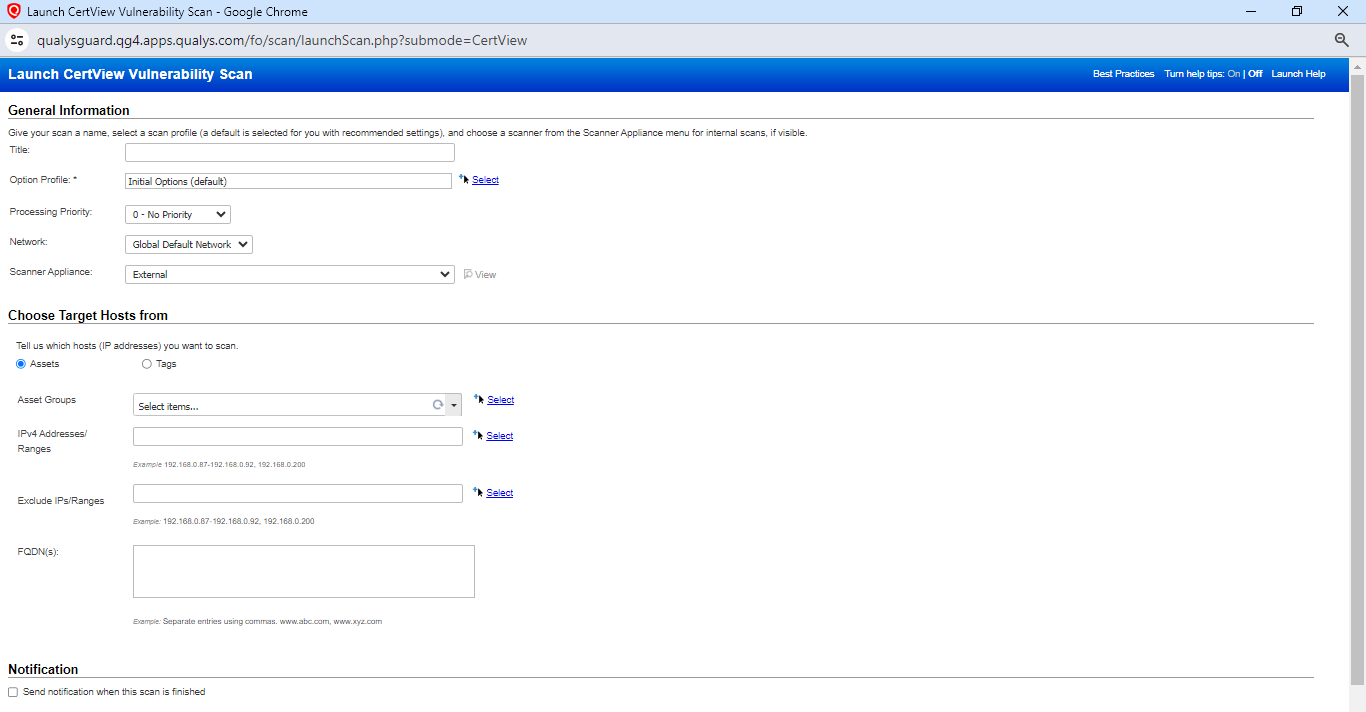 Launch CertView Vulnerability Scan - Google Chrome
qualysguard.qg4.apps.qualys.com/fo/scan/launchScan.php?submode=CertView
Launch CertView Vulnerability Scan
Best Practices Turn help tips: On | Off Launch Help
General Information
Give your scan a name, select a scan profile (a default is selected for you with recommended settings), and choose a scanner from the Scanner Appliance menu for internal scans, if visible.
Title:
Option Profile: * Initial Options (default) Select
Processing Priority: 0 - No Priority
Network: Global Default Network
Scanner Appliance: External View
Choose Target Hosts from
Tell us which hosts (IP addresses) you want to scan.
Assets Tags
Asset Groups Select items... Select
IPv4 Addresses/ Select
Ranges
Example 192.168.0.87-192.168.0.92, 192.168.0.200
Exclude IPs/Ranges Select
Example: 192.168.0.87-192.168.0.92, 192.168.0.200
FQDN(s):
Example: Separate entries using commas. www.abc.com, www.xyz.com
Notification
Send notification when this scan is finished